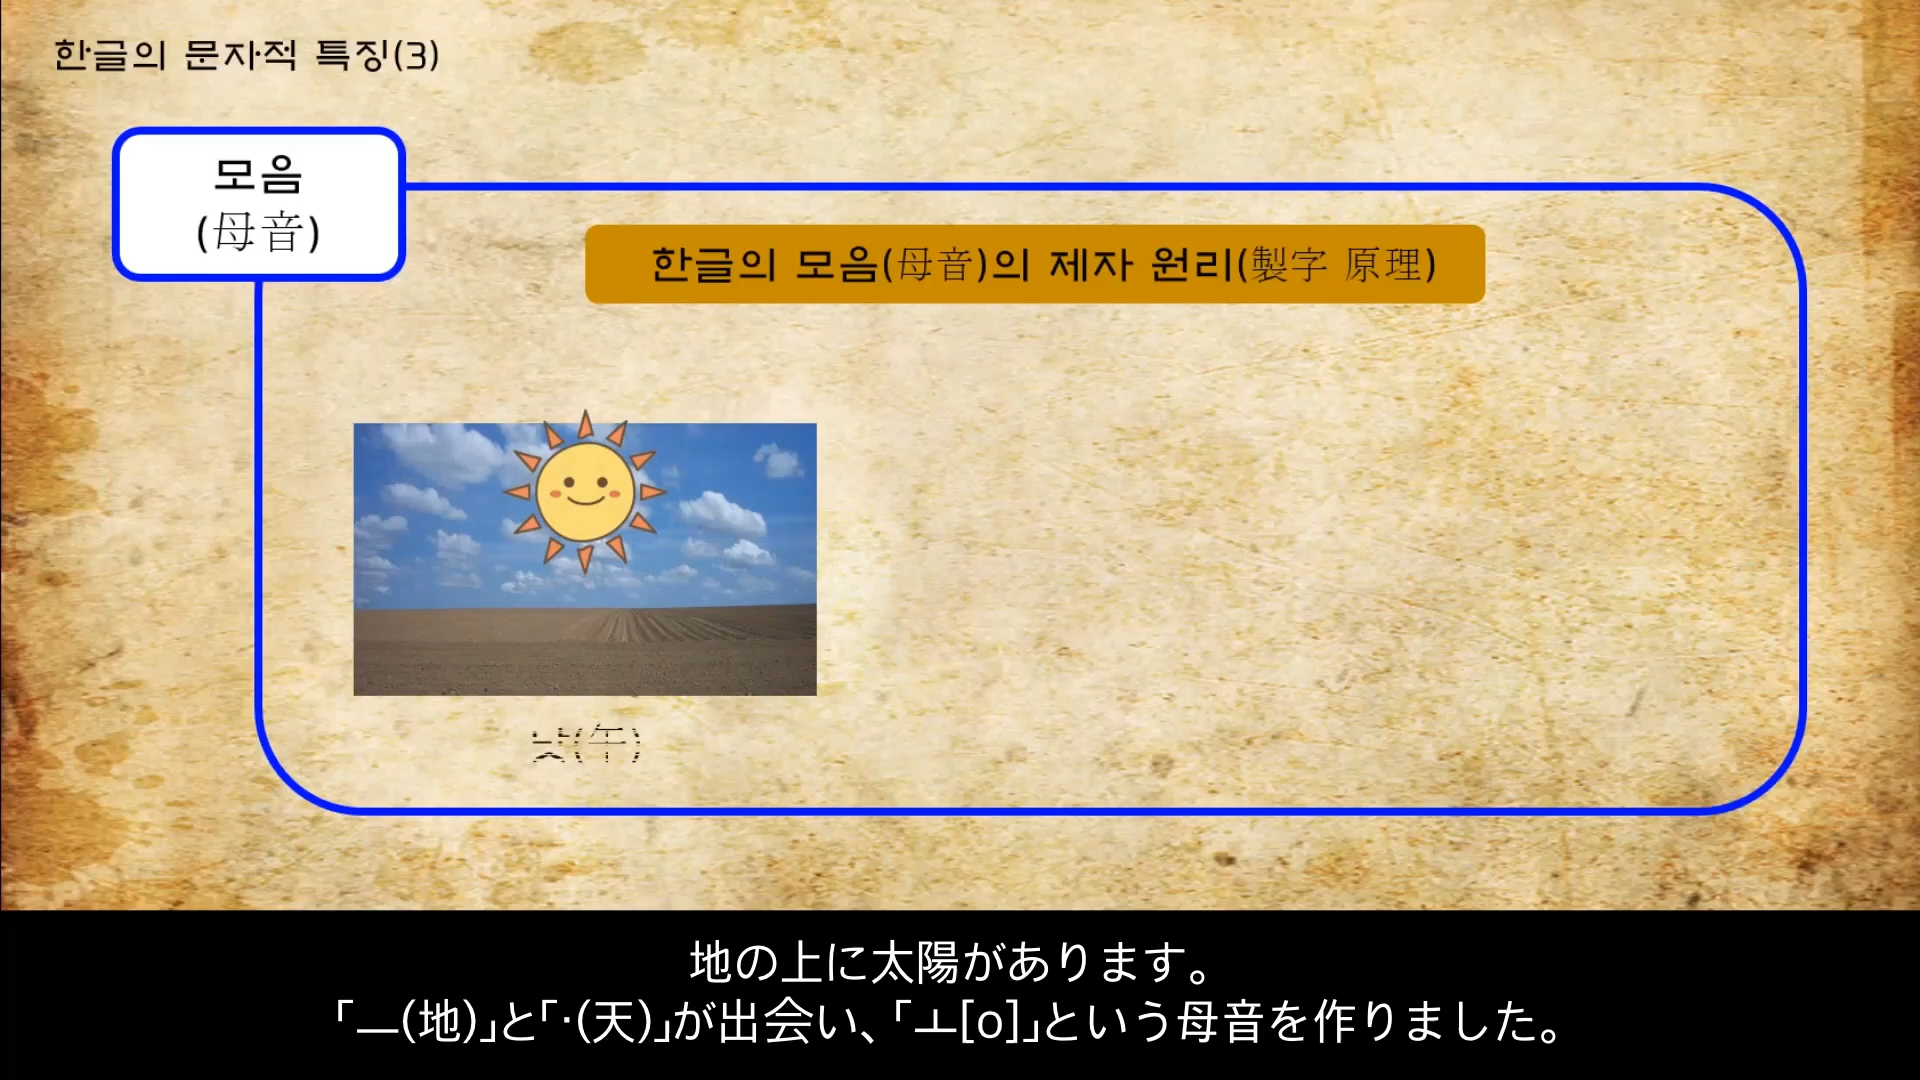 한글의 문자적 특징(3)
모음
(母音)
한글의 모음(母音)의 제자 원리(製字 原理)
낮(午)
地の上に太陽があります。
「ㅡ(地)」と「·(天)」が出会い、「ㅗ[o]」という母音を作りました。